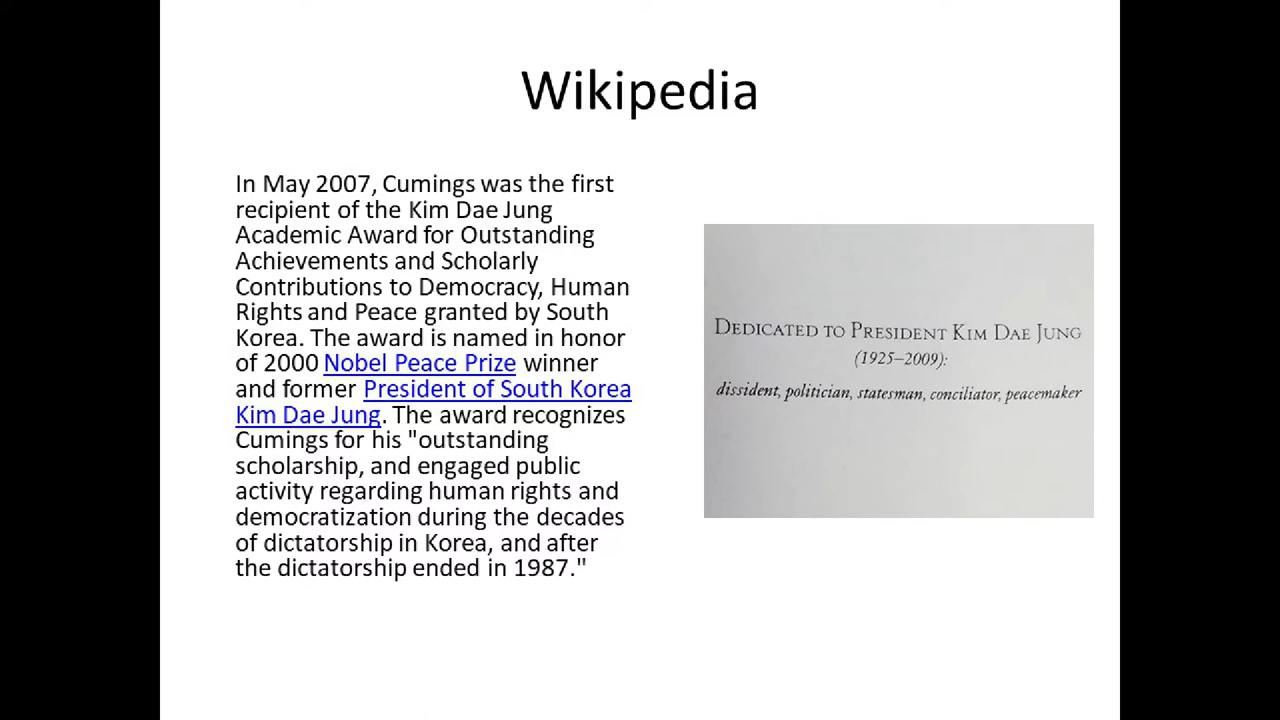 Wikipedia
In May 2007, Cumings was the first
recipient of the Kim Dae Jung
Academic Award for Outstanding
Achievements and Scholarly
Contributions to Democracy, Human
Rights and Peace granted by South
Korea. The award is named in honor
of 2000 Nobel Peace Prize winner
and former President of South Korea
Kim Dae Jung. The award recognizes
Cumings for his "outstanding
scholarship, and engaged public
activity regarding human rights and
democratization during the decades
of dictatorship in Korea, and after
the dictatorship ended in 1987."
DEDICATED TO PRESIDENT KIM DAE JUNG
(1925–2009):
dissident, politician, statesman, conciliator, peacemaker